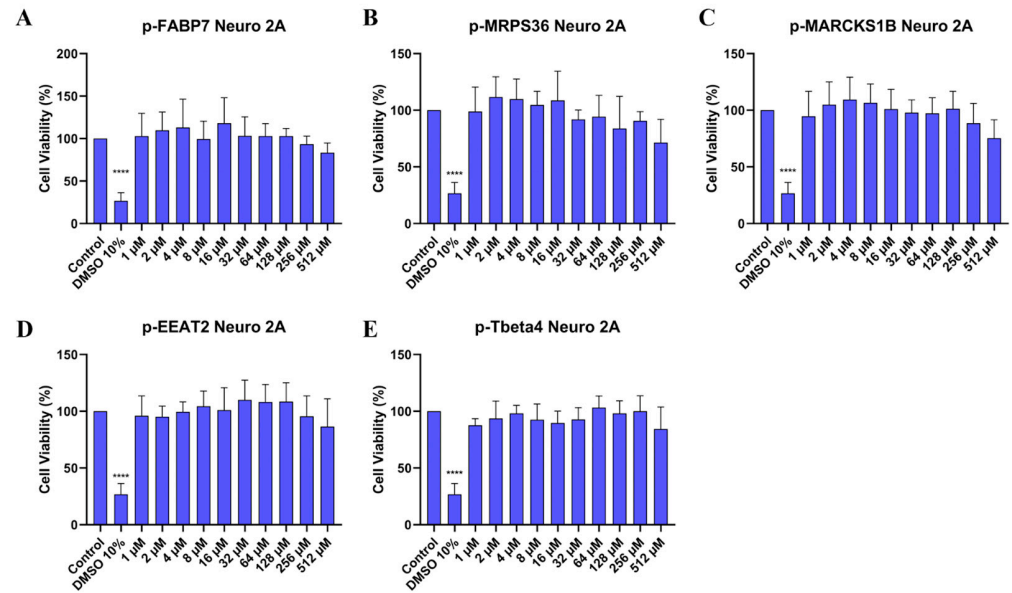 A
p-FABP7 Neuro 2A
Cell Viability (%)
200
150
100
50
0
****
Control
DMSO 10%
1 µM
2 µM
4 µM
8 µM
16 µM
32 µM
64 µM
128 µM
256 µM
512 µM
B
p-MRPS36 Neuro 2A
Cell Viability (%)
150
100
50
0
****
Control
DMSO 10%
1 µM
2 µM
4 µM
8 µM
16 µM
32 µM
64 µM
128 µM
256 µM
512 µM
C
p-MARCKS1B Neuro 2A
Cell Viability (%)
150
100
50
0
****
Control
DMSO 10%
1 µM
2 µM
4 µM
8 µM
16 µM
32 µM
64 µM
128 µM
256 µM
512 µM
D
p-EEAT2 Neuro 2A
Cell Viability (%)
150
100
50
0
****
Control
DMSO 10%
1 µM
2 µM
4 µM
8 µM
16 µM
32 µM
64 µM
128 µM
256 µM
512 µM
E
p-Tbeta4 Neuro 2A
Cell Viability (%)
150
100
50
0
****
Control
DMSO 10%
1 µM
2 µM
4 µM
8 µM
16 µM
32 µM
64 µM
128 µM
256 µM
512 µM